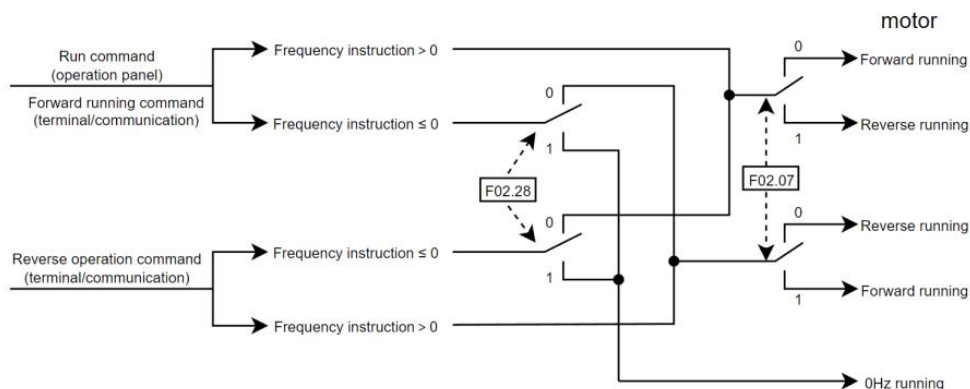 motor
Run command
(operation panel)
Forward running command
(terminal/communication)
Frequency instruction > 0
0
Forward running
Frequency instruction ≤ 0
0
1
1
Reverse running
F02.28
F02.07
Reverse operation command
(terminal/communication)
Frequency instruction ≤ 0
0
1
0
Reverse running
Frequency instruction > 0
1
Forward running
0Hz running